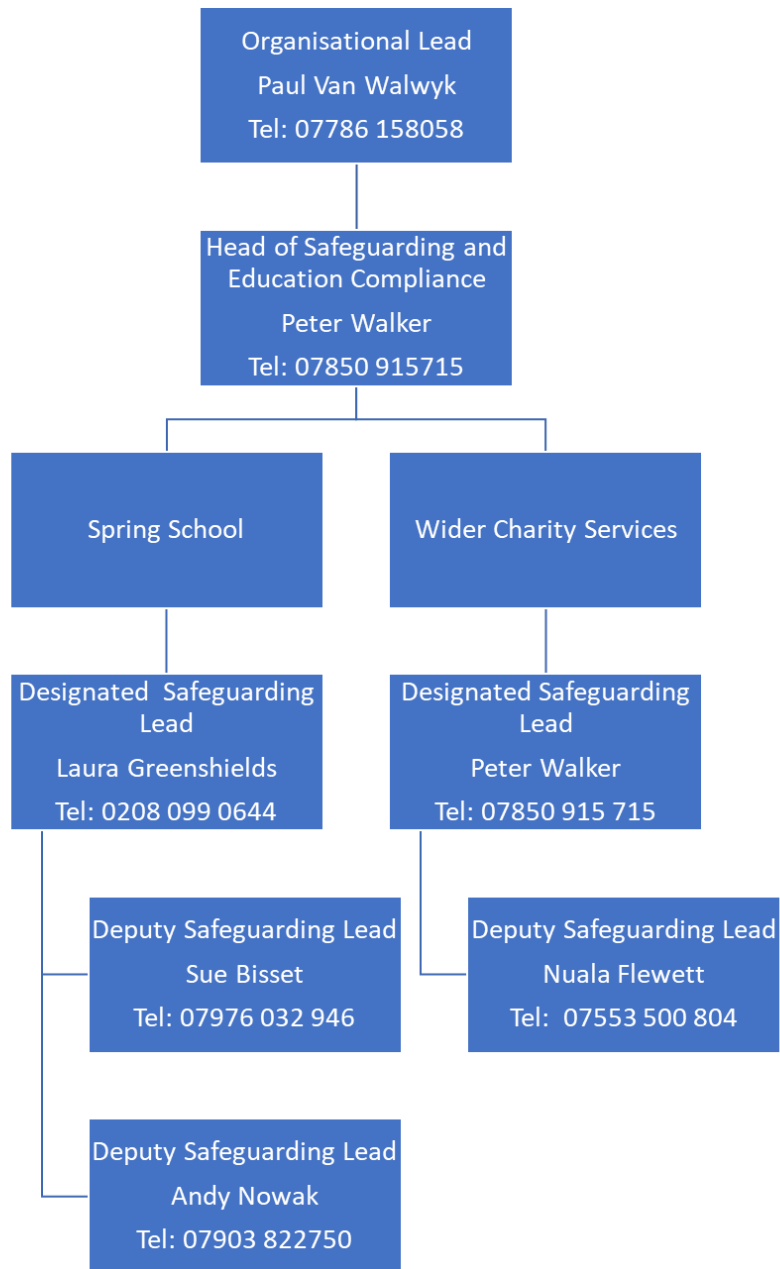 Organisational Lead
Paul Van Walwyk
Tel: 07786 158058
Head of Safeguarding and
Education Compliance
Peter Walker
Tel: 07850 915715
Spring School
Wider Charity Services
Designated  Safeguarding
Lead
Laura Greenshields
Tel: 0208 099 0644
Designated Safeguarding
Lead
Peter Walker
Tel: 07850 915 715
Deputy Safeguarding Lead
Sue Bisset
Tel: 07976 032 946
Deputy Safeguarding Lead
Nuala Flewett
Tel:  07553 500 804
Deputy Safeguarding Lead
Andy Nowak
Tel: 07903 822750